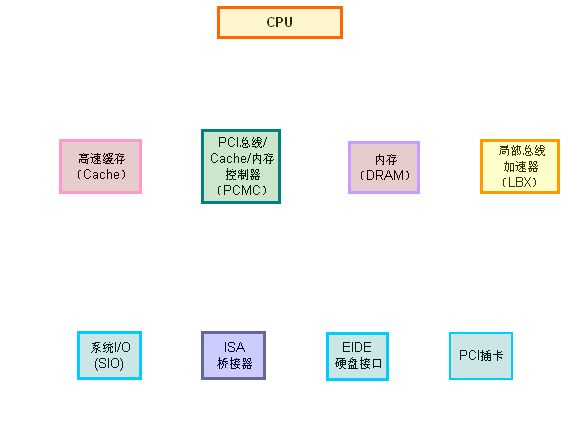 CPU
高速缓存
（Cache）
PCI总线/
Cache/内存
控制器
（PCMC）
内存
（DRAM）
局部总线
加速器
（LBX）
系统I/O
(SIO)
ISA
桥接器
EIDE
硬盘接口
PCI插卡